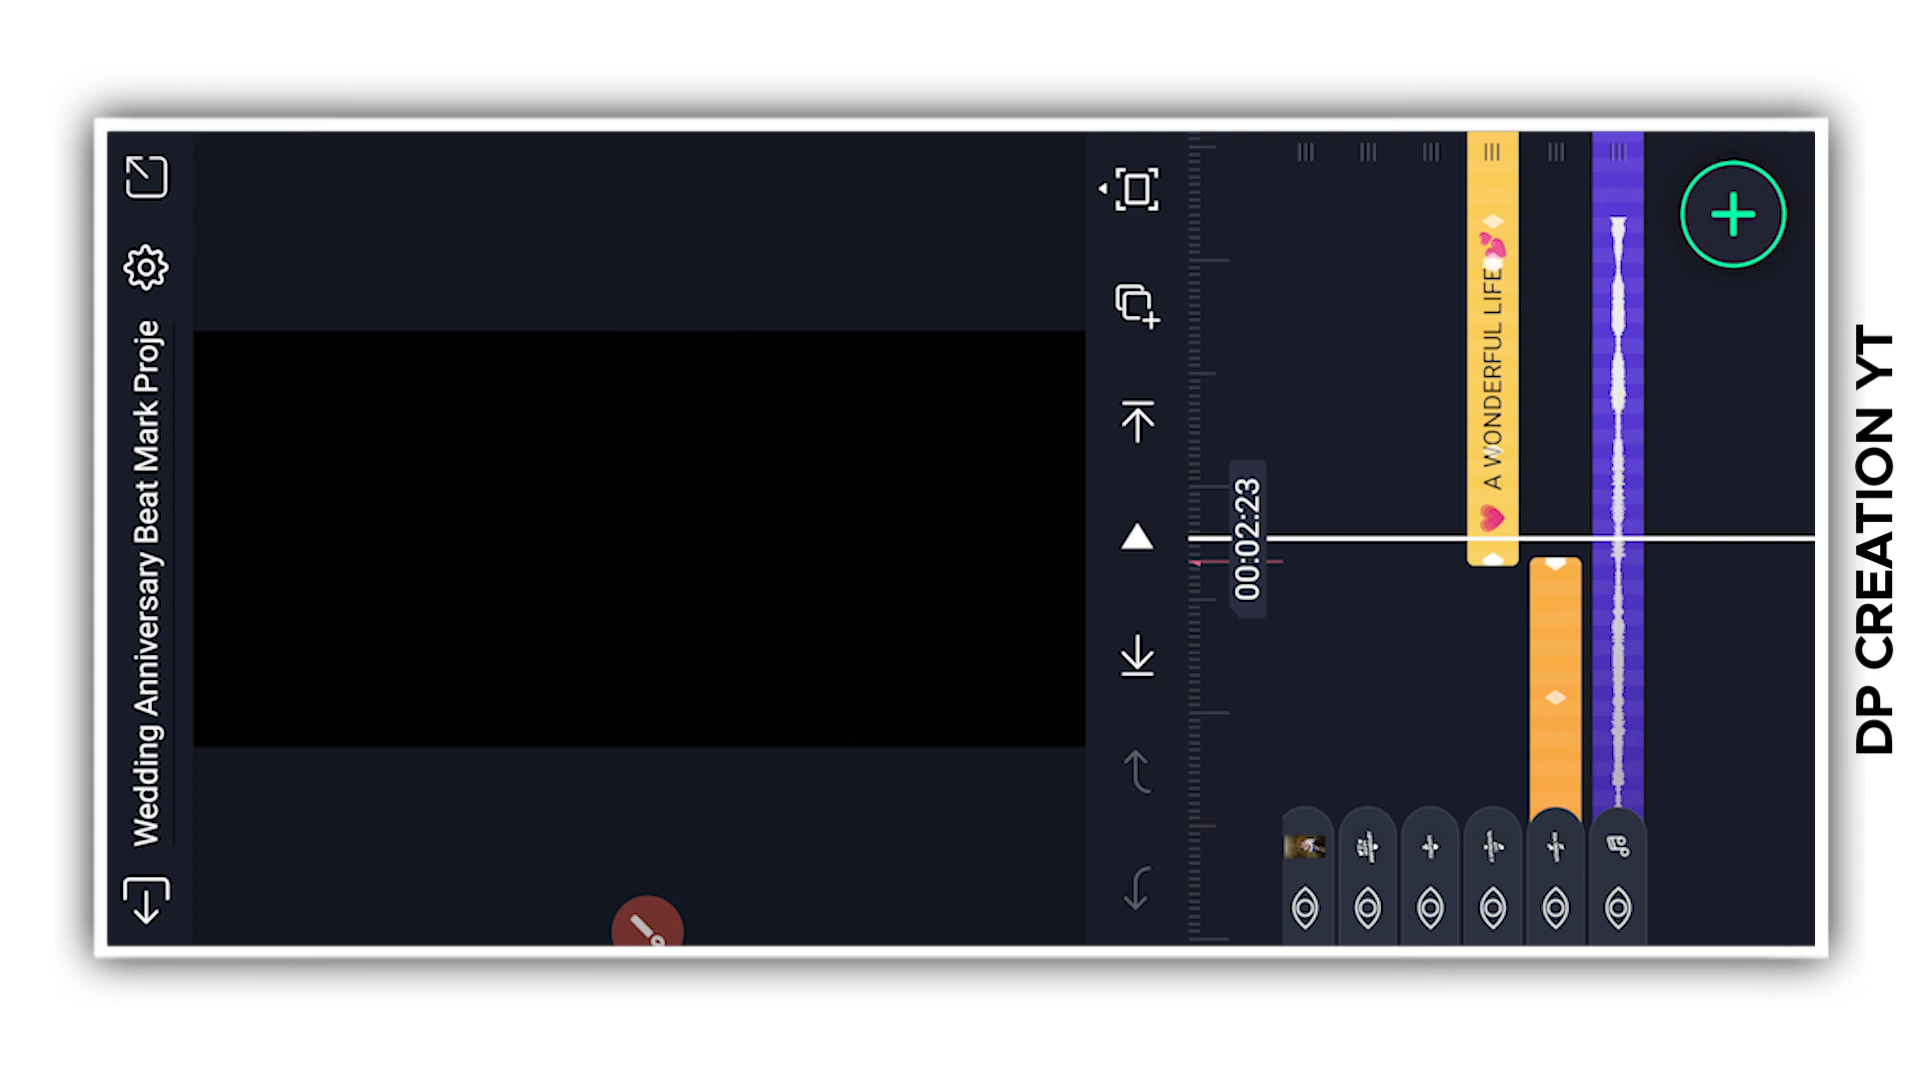 Wedding Anniversary Beat Mark Proje
00:02:23
A WONDERFUL LIFE
DP CREATION YT